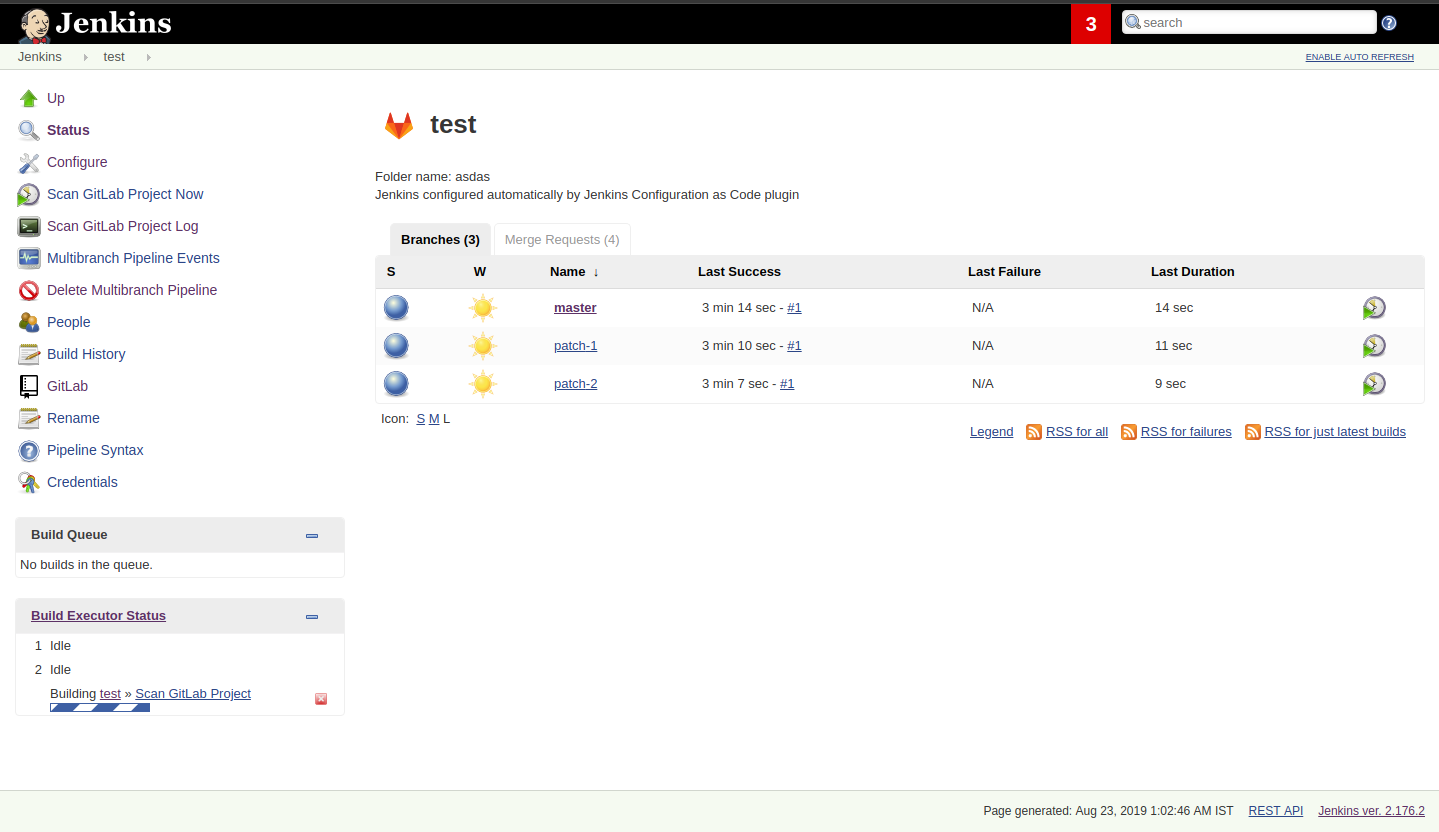 Jenkins 3 search
Jenkins test ENABLE AUTO REFRESH
Up
Status
Configure
Scan GitLab Project Now
Scan GitLab Project Log
Multibranch Pipeline Events
Delete Multibranch Pipeline
People
Build History
GitLab
Rename
Pipeline Syntax
Credentials
Build Queue
No builds in the queue.
Build Executor Status
1 Idle
2 Idle
Building test » Scan GitLab Project
test
Folder name: asdas
Jenkins configured automatically by Jenkins Configuration as Code plugin
Branches (3) Merge Requests (4)
S W Name ↓ Last Success Last Failure Last Duration
master 3 min 14 sec - #1 N/A 14 sec
patch-1 3 min 10 sec - #1 N/A 11 sec
patch-2 3 min 7 sec - #1 N/A 9 sec
Icon: S M L
Legend RSS for all RSS for failures RSS for just latest builds
Page generated: Aug 23, 2019 1:02:46 AM IST REST API Jenkins ver. 2.176.2